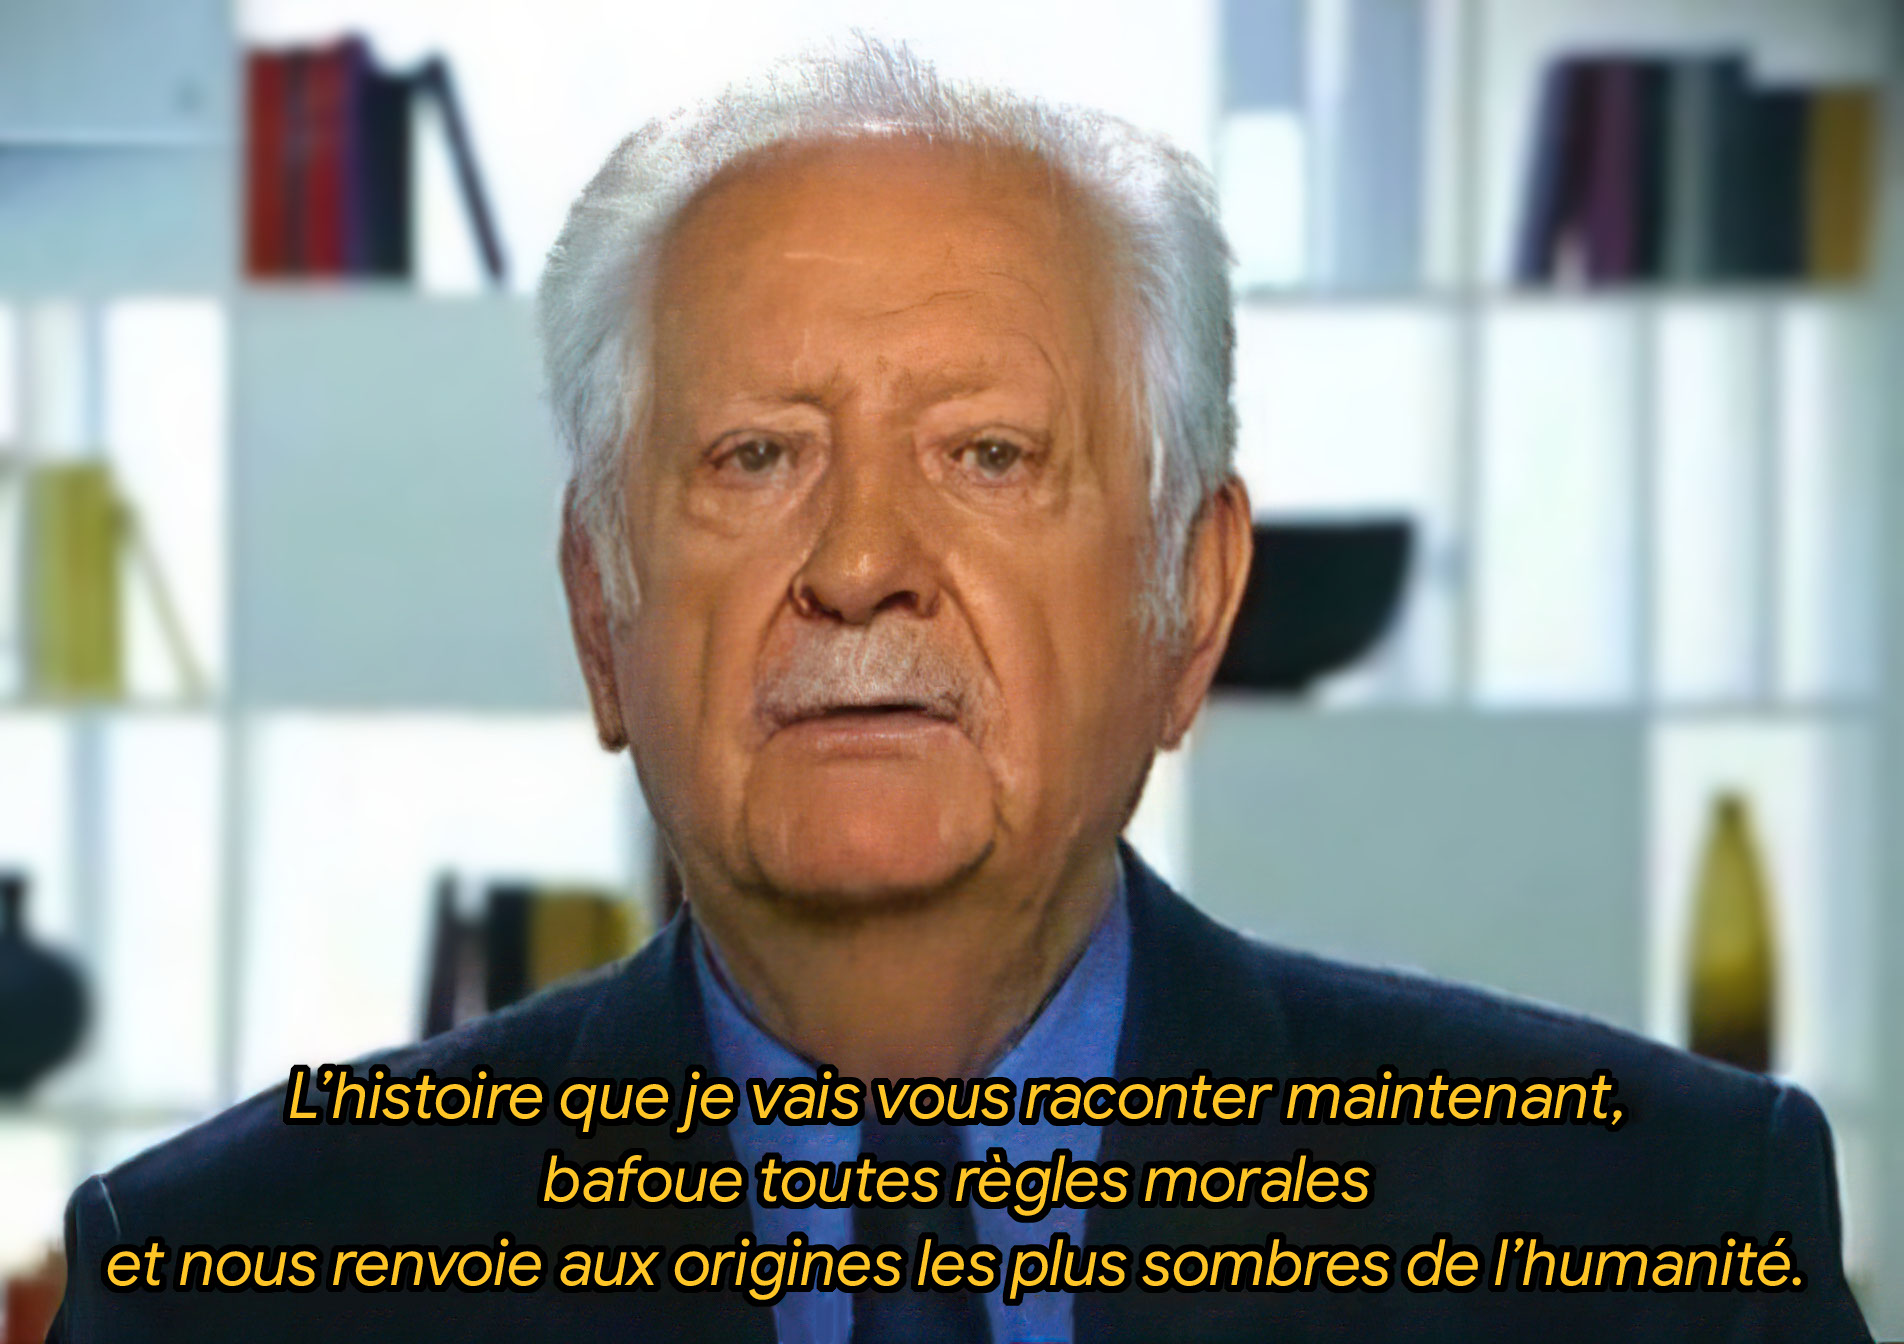 L’histoire que je vais vous raconter maintenant,
bafoue toutes règles morales
et nous renvoie aux origines les plus sombres de l’humanité.